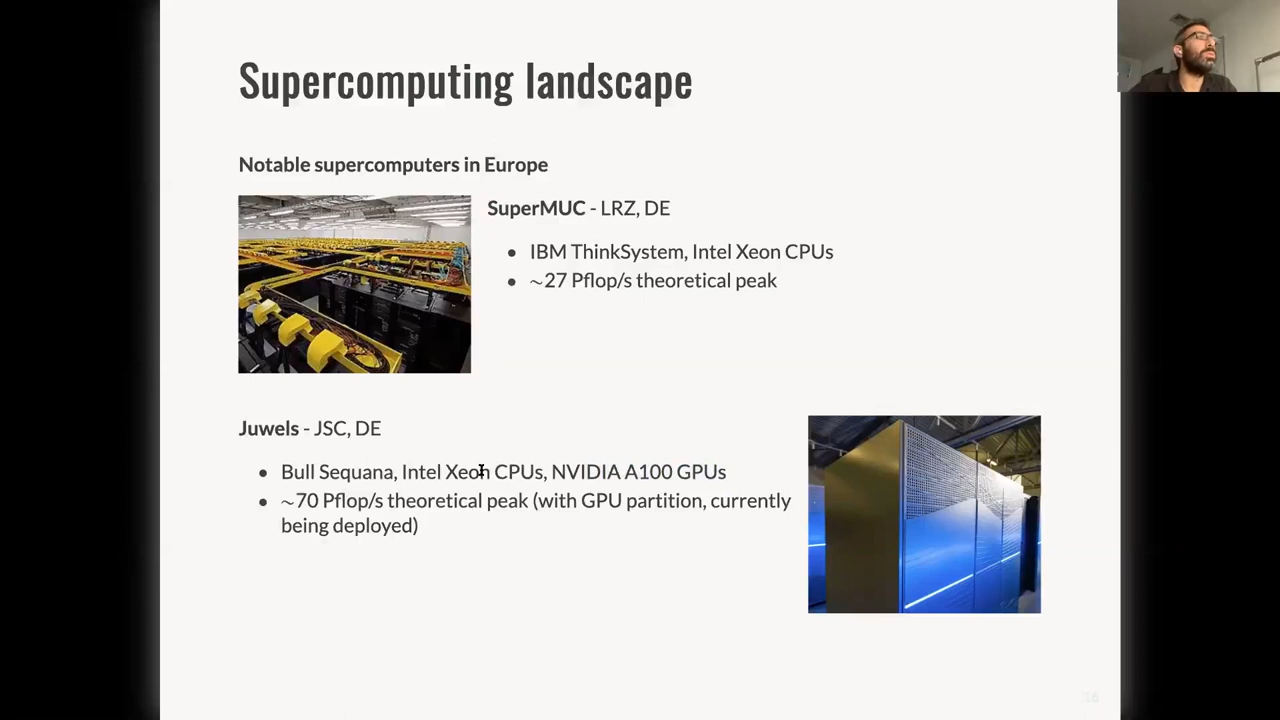 Supercomputing landscape
Notable supercomputers in Europe
SuperMUC - LRZ, DE
• IBM ThinkSystem, Intel Xeon CPUs
• ~27 Pflop/s theoretical peak
Juwels - JSC, DE
• Bull Sequana, Intel Xeon CPUs, NVIDIA A100 GPUs
• ~70 Pflop/s theoretical peak (with GPU partition, currently
being deployed)
16